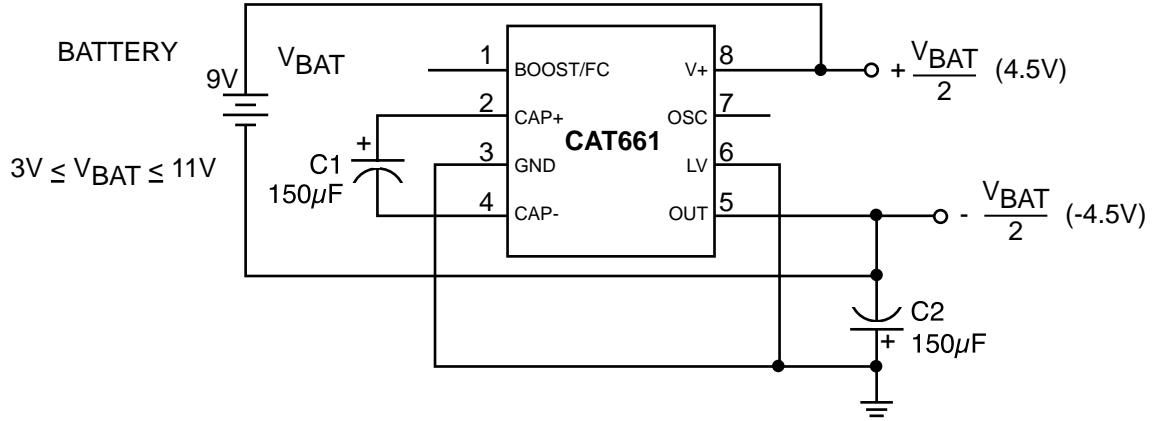 BATTERY
9V
VBAT
3V ≤ VBAT ≤ 11V
1
BOOST/FC
2
CAP+
3
GND
4
CAP-
+
C1
150µF
CAT661
8
V+
7
OSC
6
LV
5
OUT
+ VBAT/2 (4.5V)
- VBAT/2 (-4.5V)
C2
+
150µF